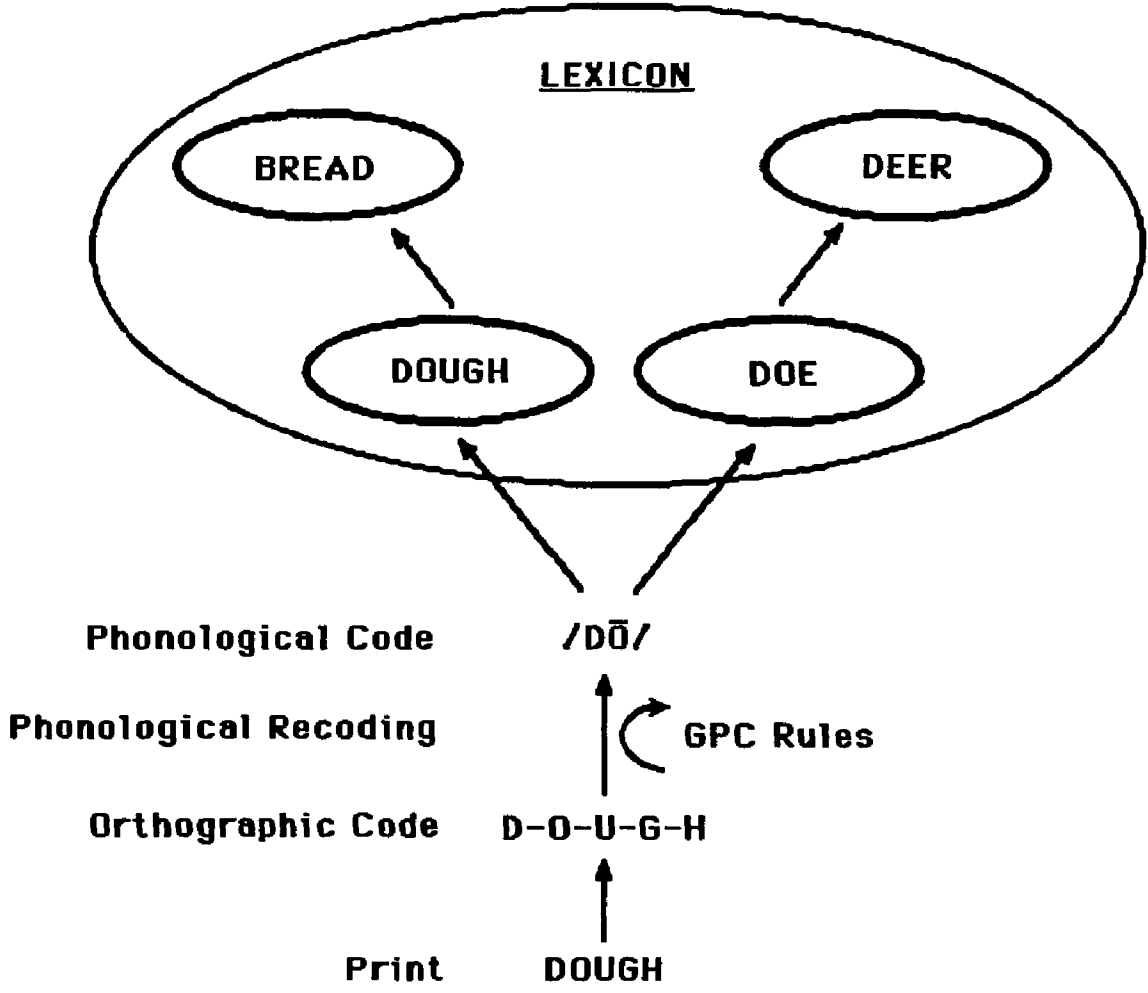 LEXICON
BREAD DEER
DOUGH DOE
Phonological Code /DŌ/
Phonological Recoding GPC Rules
Orthographic Code D-O-U-G-H
Print DOUGH